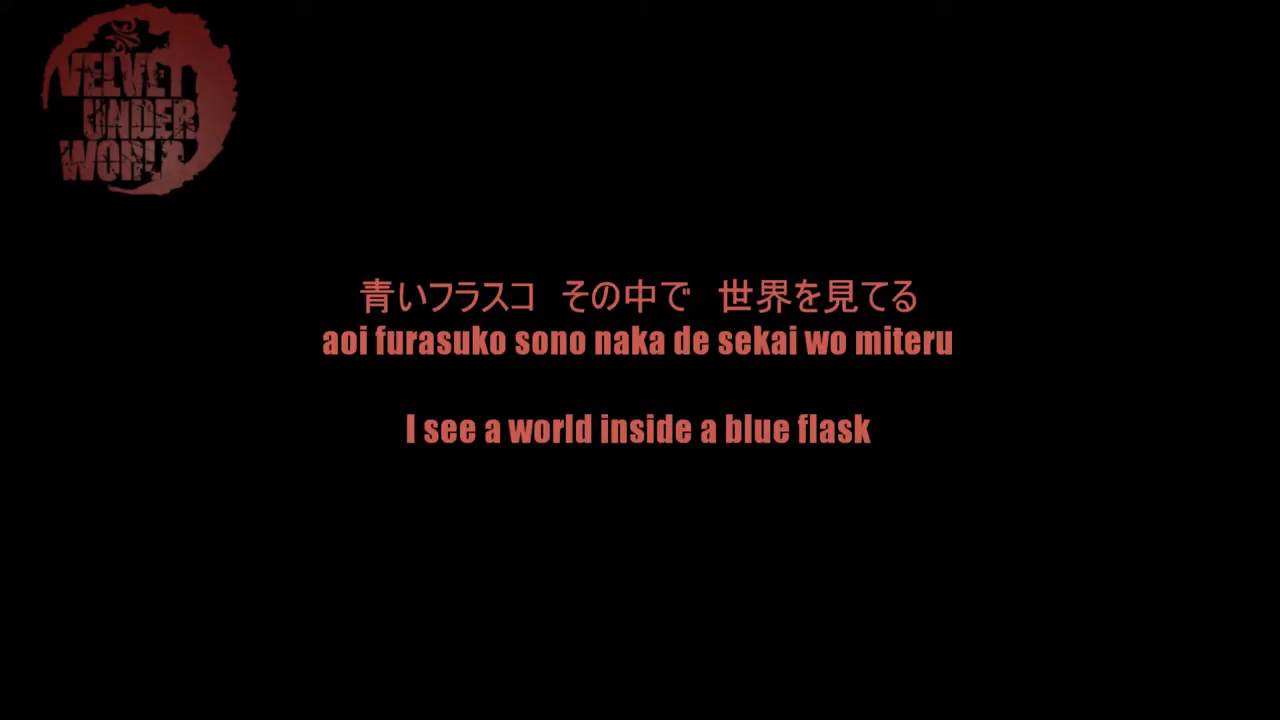 VELVET
UNDER
WORLD
青いフラスコ　その中で　世界を見てる
aoi furasuko sono naka de sekai wo miteru
I see a world inside a blue flask